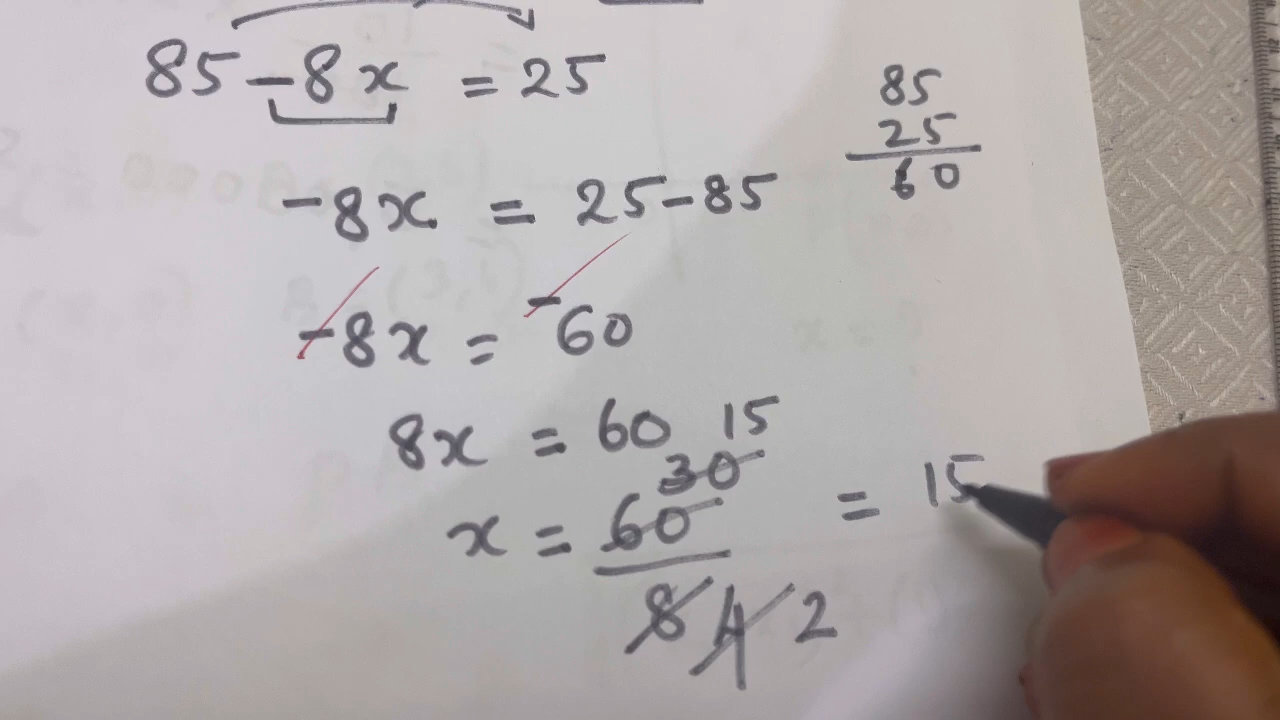 85 - 8x = 25
85
25
60
-8x = 25 - 85
-8x = -60
8x = 60
15
30
x = 60 = 15
8 4 2